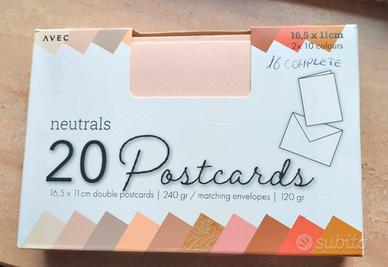 AVEC
16,5 x 11cm
2x 10 colours
16 COMPLETE
neutrals
20 Postcards
16,5 x 11cm double postcards | 240 gr / matching envelopes | 120 gr
subito